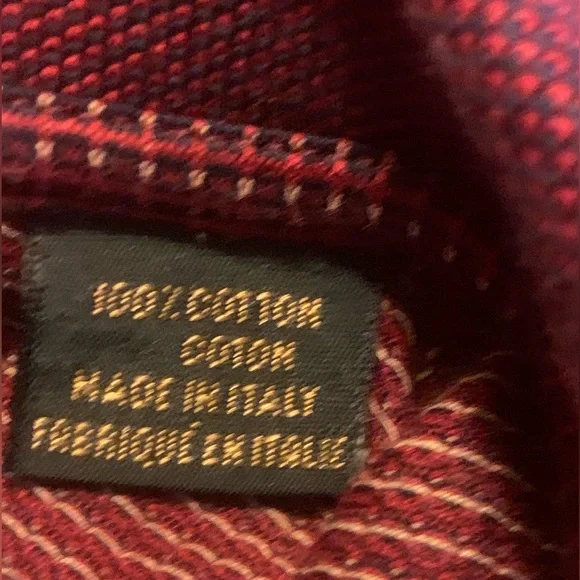 100% COTTON
COTON
MADE IN ITALY
FABRIQUÉ EN ITALIE